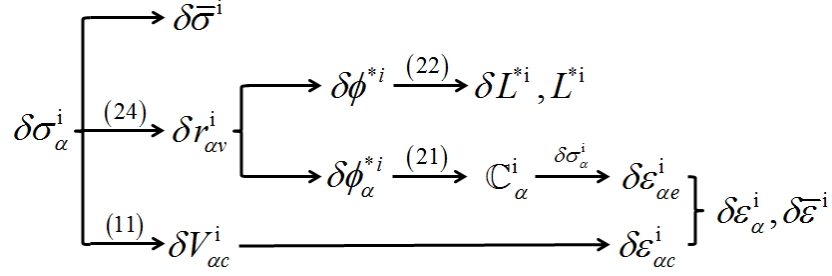 δσ̄ⁱ
δφ*ⁱ (22) δL*ⁱ, L*ⁱ
δσ_αⁱ (24) δr_αvⁱ
δφ_α*ⁱ (21) ℂ_αⁱ δσ_αⁱ δε_αeⁱ
δε_αⁱ, δε̄ⁱ
(11) δV_αcⁱ δε_αcⁱ